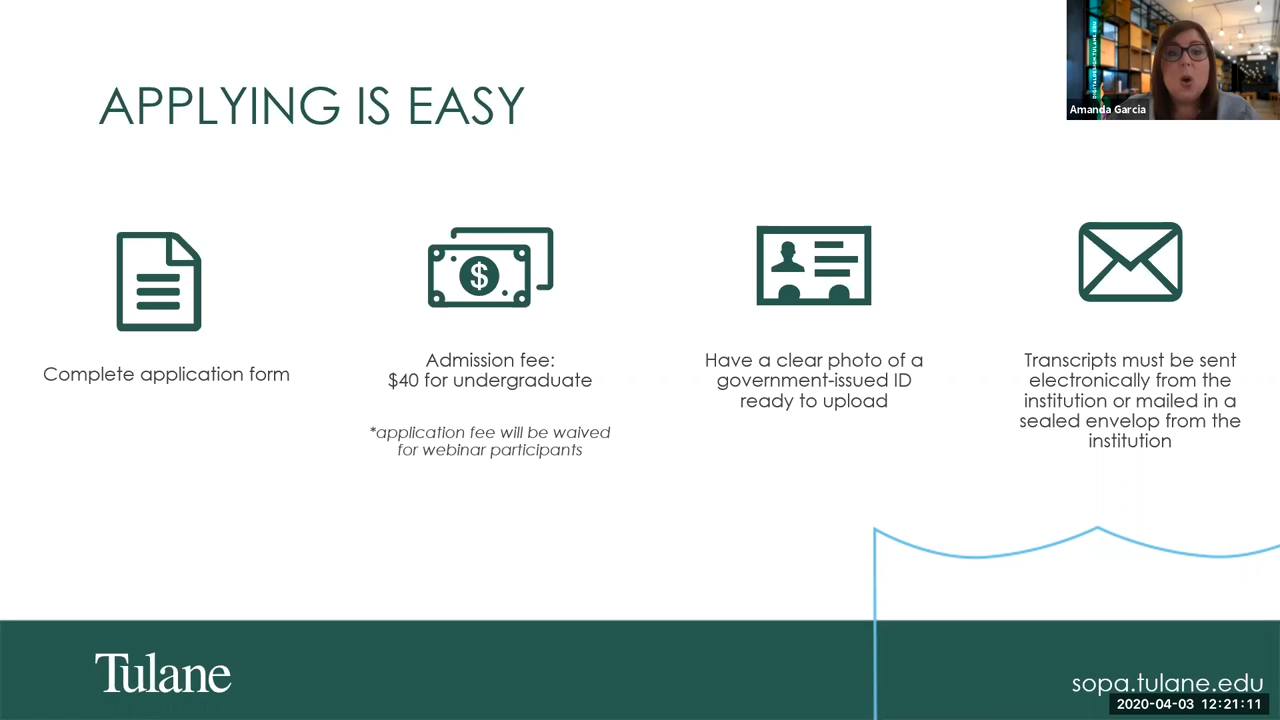 APPLYING IS EASY
DIGITALDESIGN.TULANE.EDU
Amanda Garcia
$
Complete application form
Admission fee:
$40 for undergraduate
*application fee will be waived
for webinar participants
Have a clear photo of a
government-issued ID
ready to upload
Transcripts must be sent
electronically from the
institution or mailed in a
sealed envelop from the
institution
Tulane
sopa.tulane.edu
2020-04-03 12:21:11